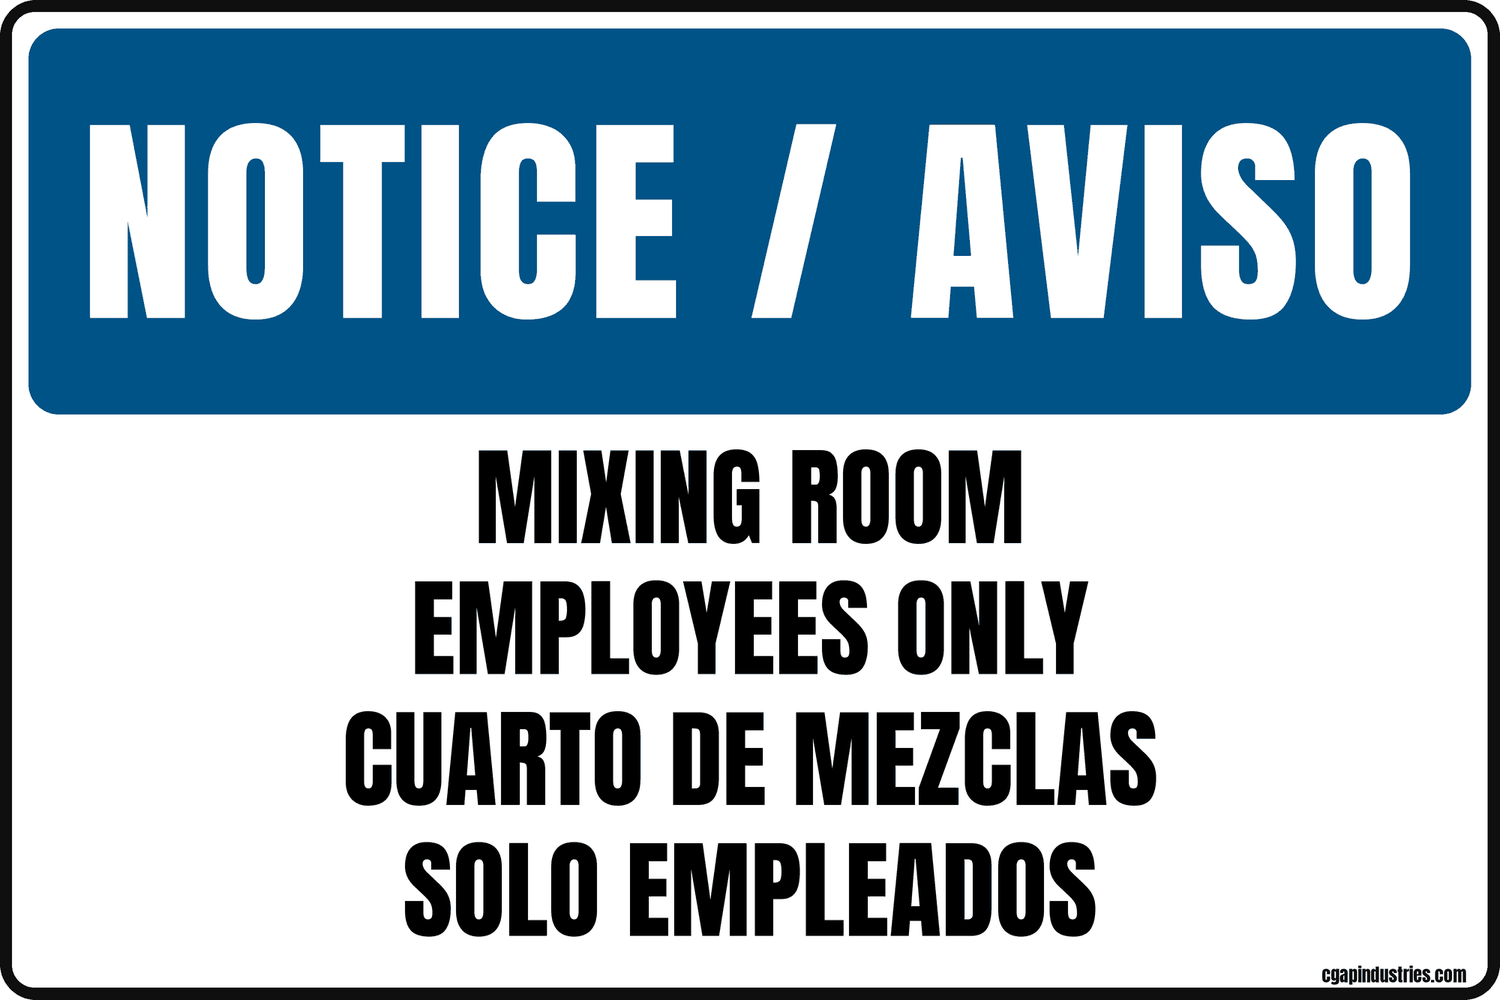 NOTICE / AVISO
MIXING ROOM
EMPLOYEES ONLY
CUARTO DE MEZCLAS
SOLO EMPLEADOS
cgapindustries.com